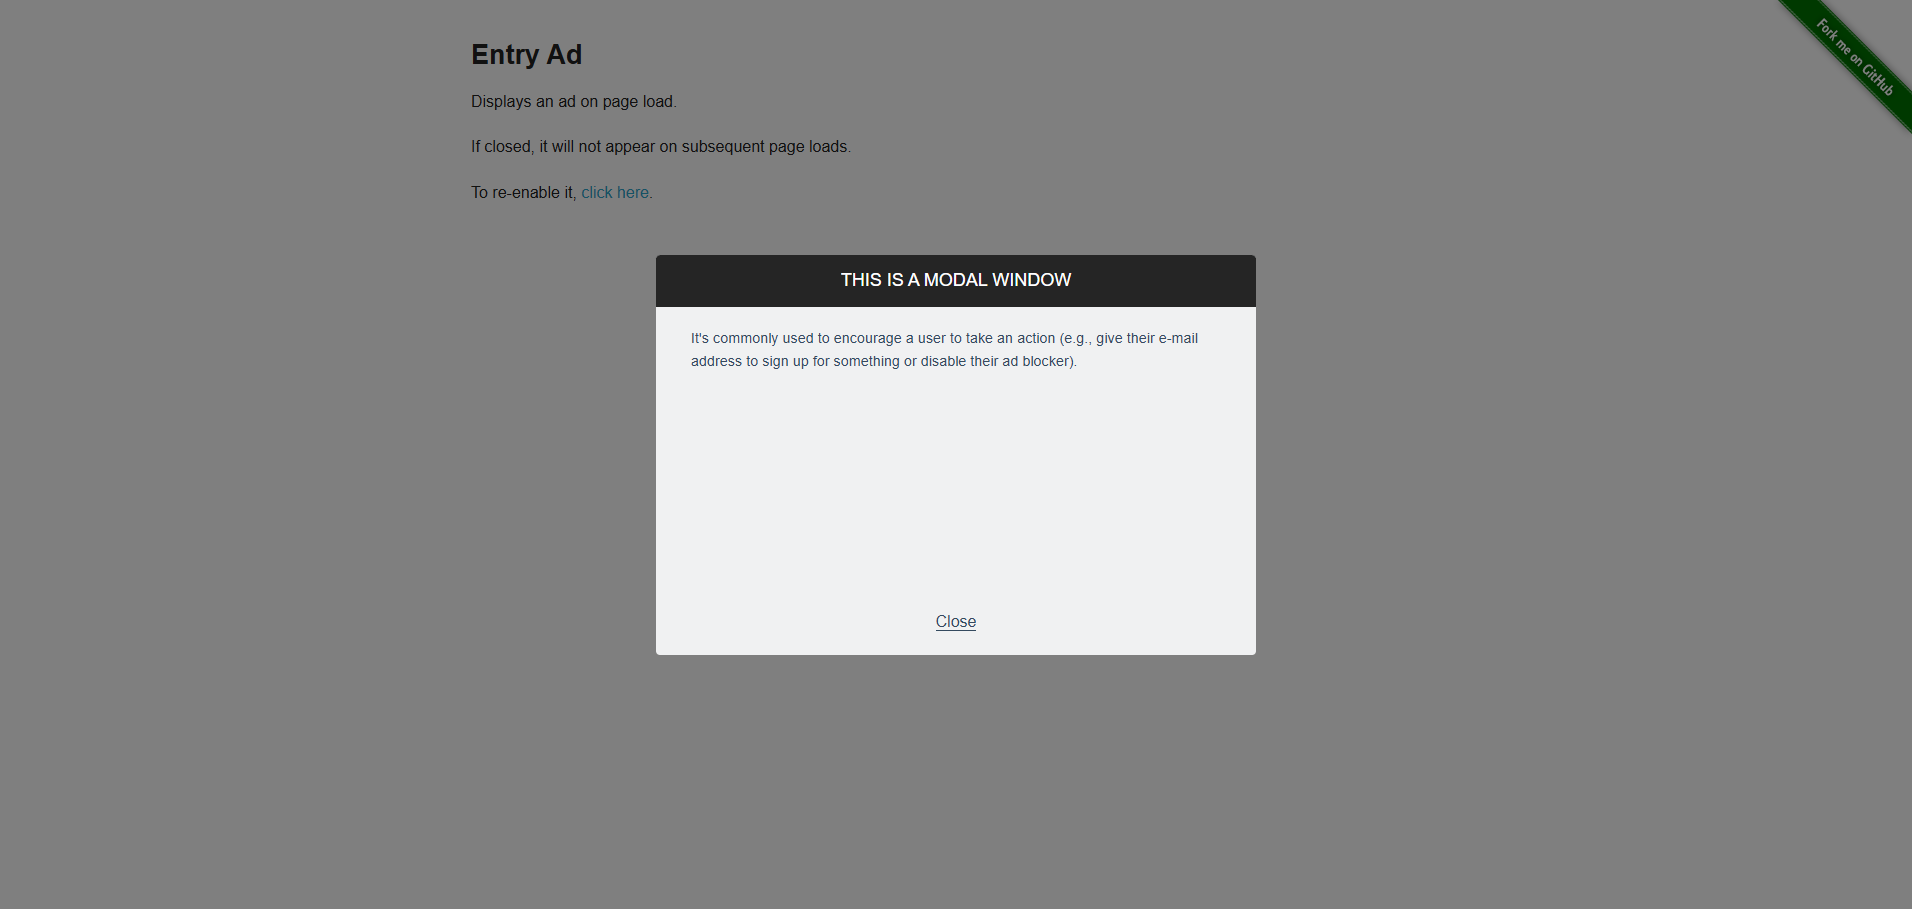 Entry Ad
Displays an ad on page load.
If closed, it will not appear on subsequent page loads.
To re-enable it, click here.
Fork me on GitHub
THIS IS A MODAL WINDOW
It's commonly used to encourage a user to take an action (e.g., give their e-mail
address to sign up for something or disable their ad blocker).
Close